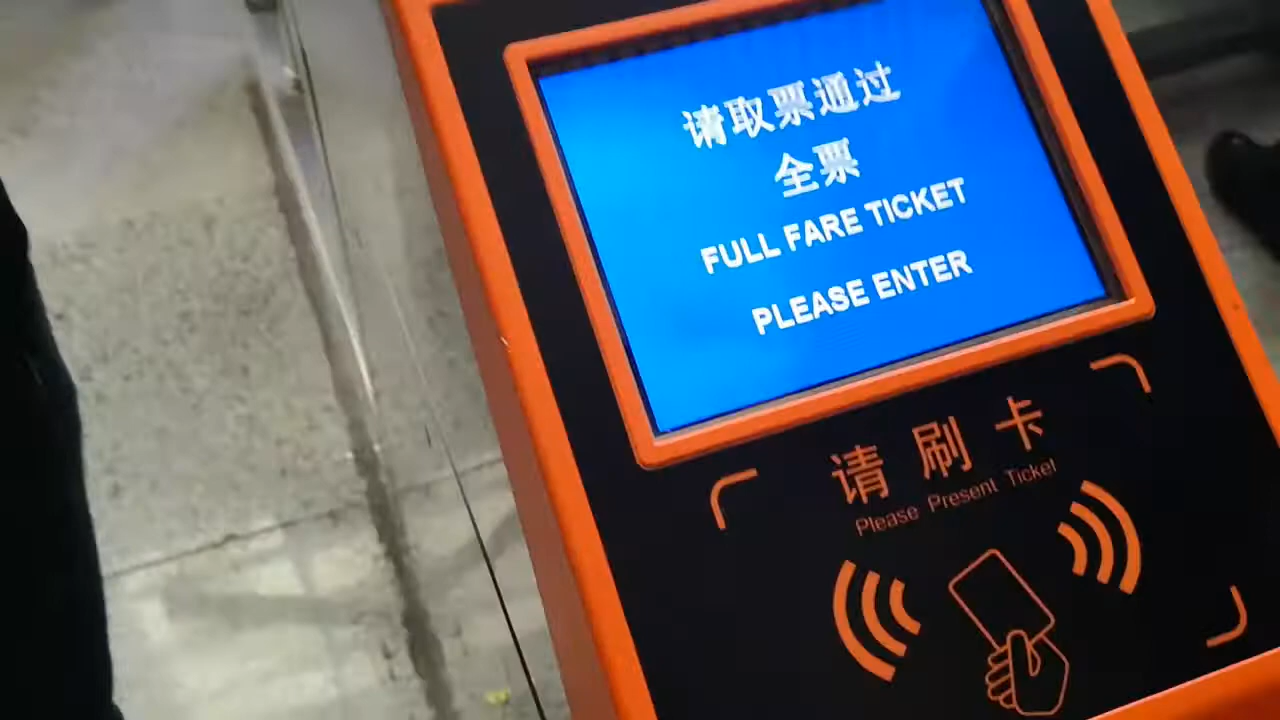 请取票通过
全票
FULL FARE TICKET
PLEASE ENTER
请刷卡
Please Present Ticket